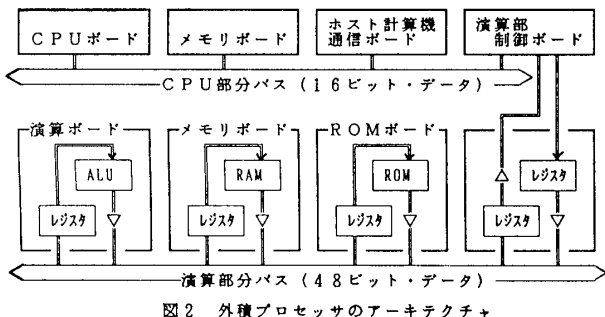 CPUボード
メモリボード
ホスト計算機
通信ボード
演算部
制御ボード
CPU部分バス (16ビット・データ)
演算ボード
メモリボード
ROMボード
ALU
RAM
ROM
レジスタ
レジスタ
レジスタ
レジスタ
レジスタ
演算部分バス (48ビット・データ)
図2 外積プロセッサのアーキテクチャ